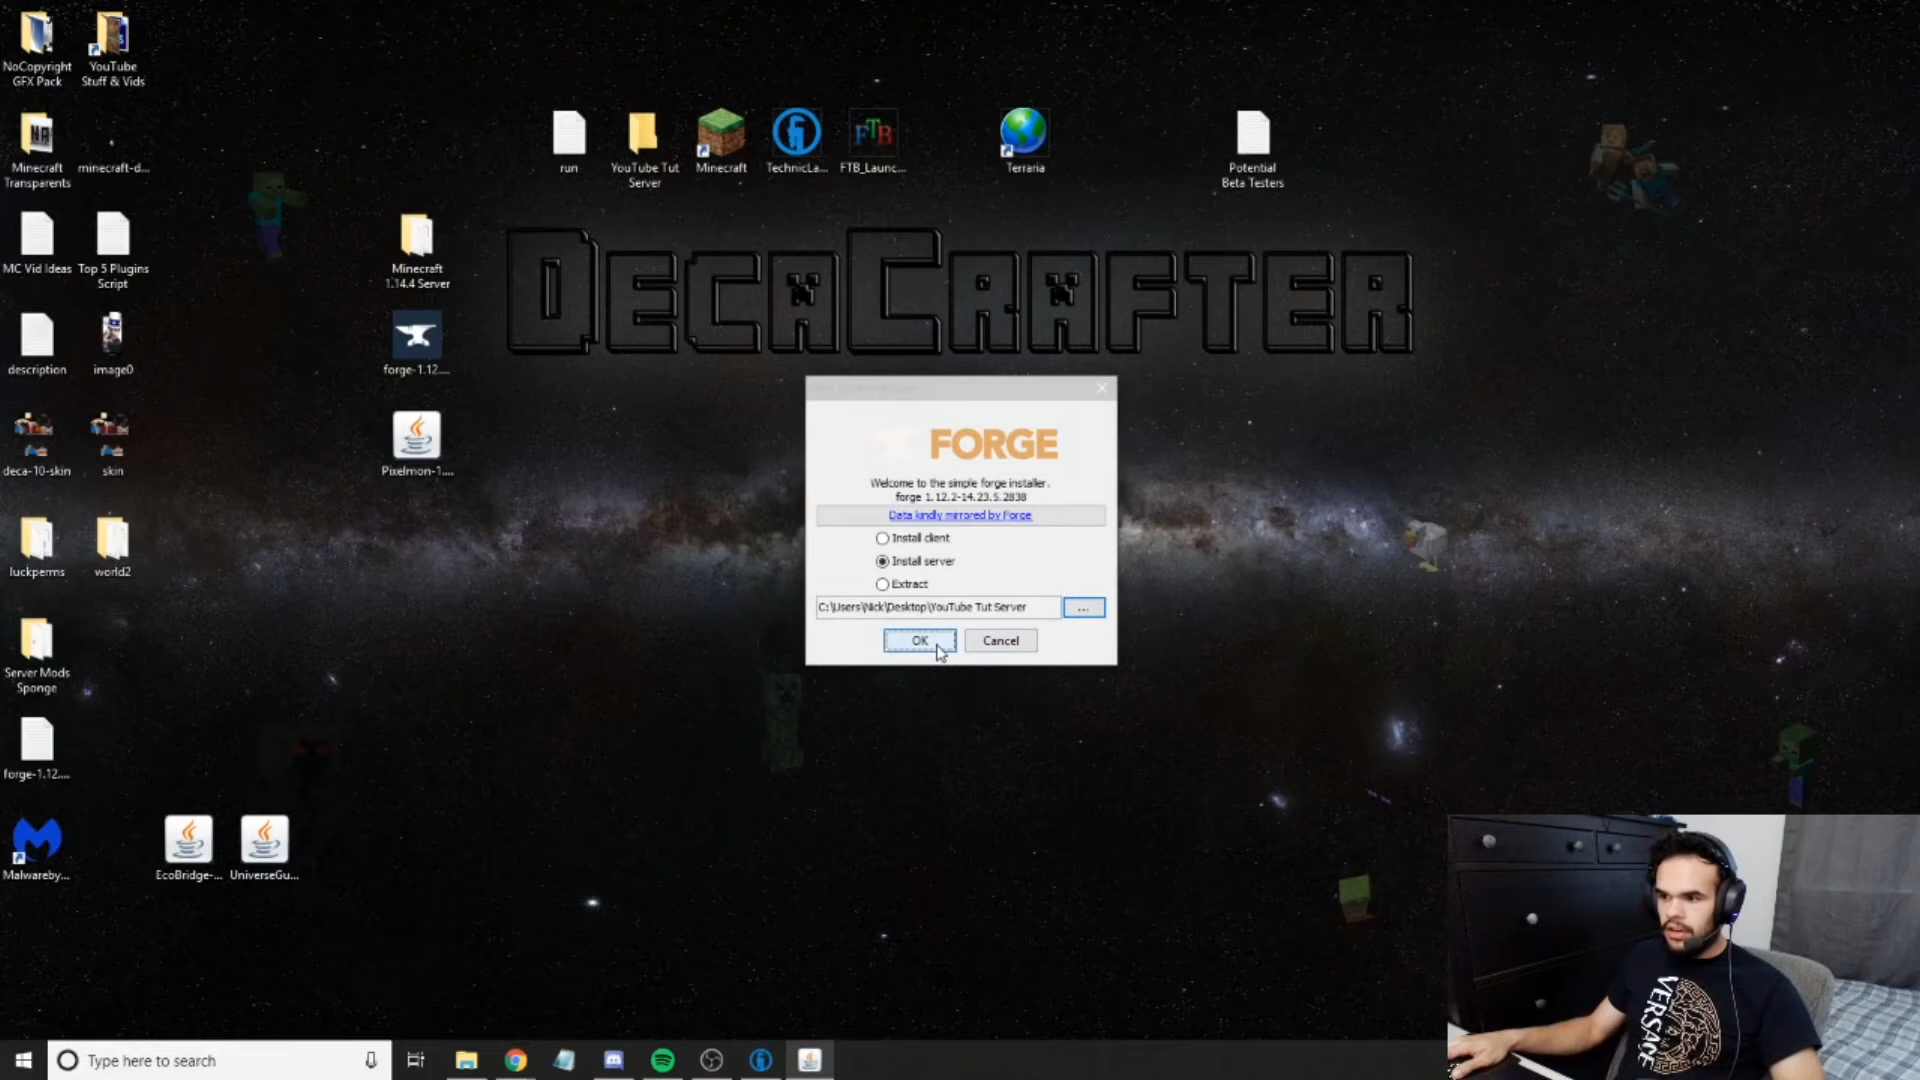 NoCopyright
GFX Pack
YouTube
Stuff & Vids
Minecraft
Transparents
minecraft-d...
run
YouTube Tut
Server
Minecraft
TechnicLa...
FTB
FTB_Launc...
Terraria
Potential
Beta Testers
MC Vid Ideas
Top 5 Plugins
Script
Minecraft
1.14.4 Server
DECACRAFTER
description
image0
forge-1.12....
deca-10-skin
skin
Pixelmon-1....
FORGE
Welcome to the simple forge installer.
forge 1.12.2-14.23.5.2838
Data kindly mirrored by Forge
Install client
Install server
Extract
C:\Users\Nick\Desktop\YouTube Tut Server
...
OK
Cancel
luckperms
world2
Server Mods
Sponge
forge-1.12....
Malwareby...
EcoBridge-...
UniverseGu...
VERSACE
Type here to search